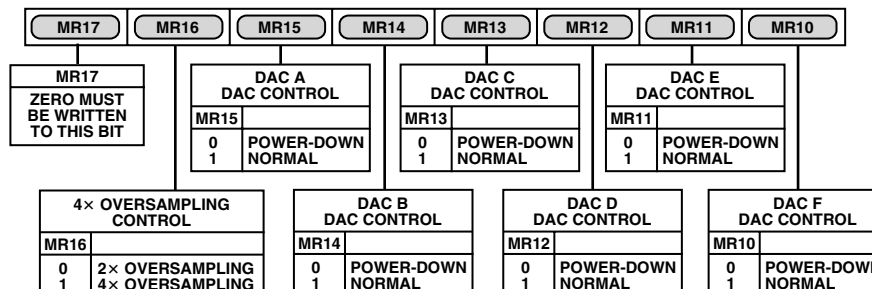 MR17 MR16 MR15 MR14 MR13 MR12 MR11 MR10
MR17
ZERO MUST
BE WRITTEN
TO THIS BIT
DAC A
DAC CONTROL
MR15
0 POWER-DOWN
1 NORMAL
DAC C
DAC CONTROL
MR13
0 POWER-DOWN
1 NORMAL
DAC E
DAC CONTROL
MR11
0 POWER-DOWN
1 NORMAL
4× OVERSAMPLING
CONTROL
MR16
0 2× OVERSAMPLING
1 4× OVERSAMPLING
DAC B
DAC CONTROL
MR14
0 POWER-DOWN
1 NORMAL
DAC D
DAC CONTROL
MR12
0 POWER-DOWN
1 NORMAL
DAC F
DAC CONTROL
MR10
0 POWER-DOWN
1 NORMAL